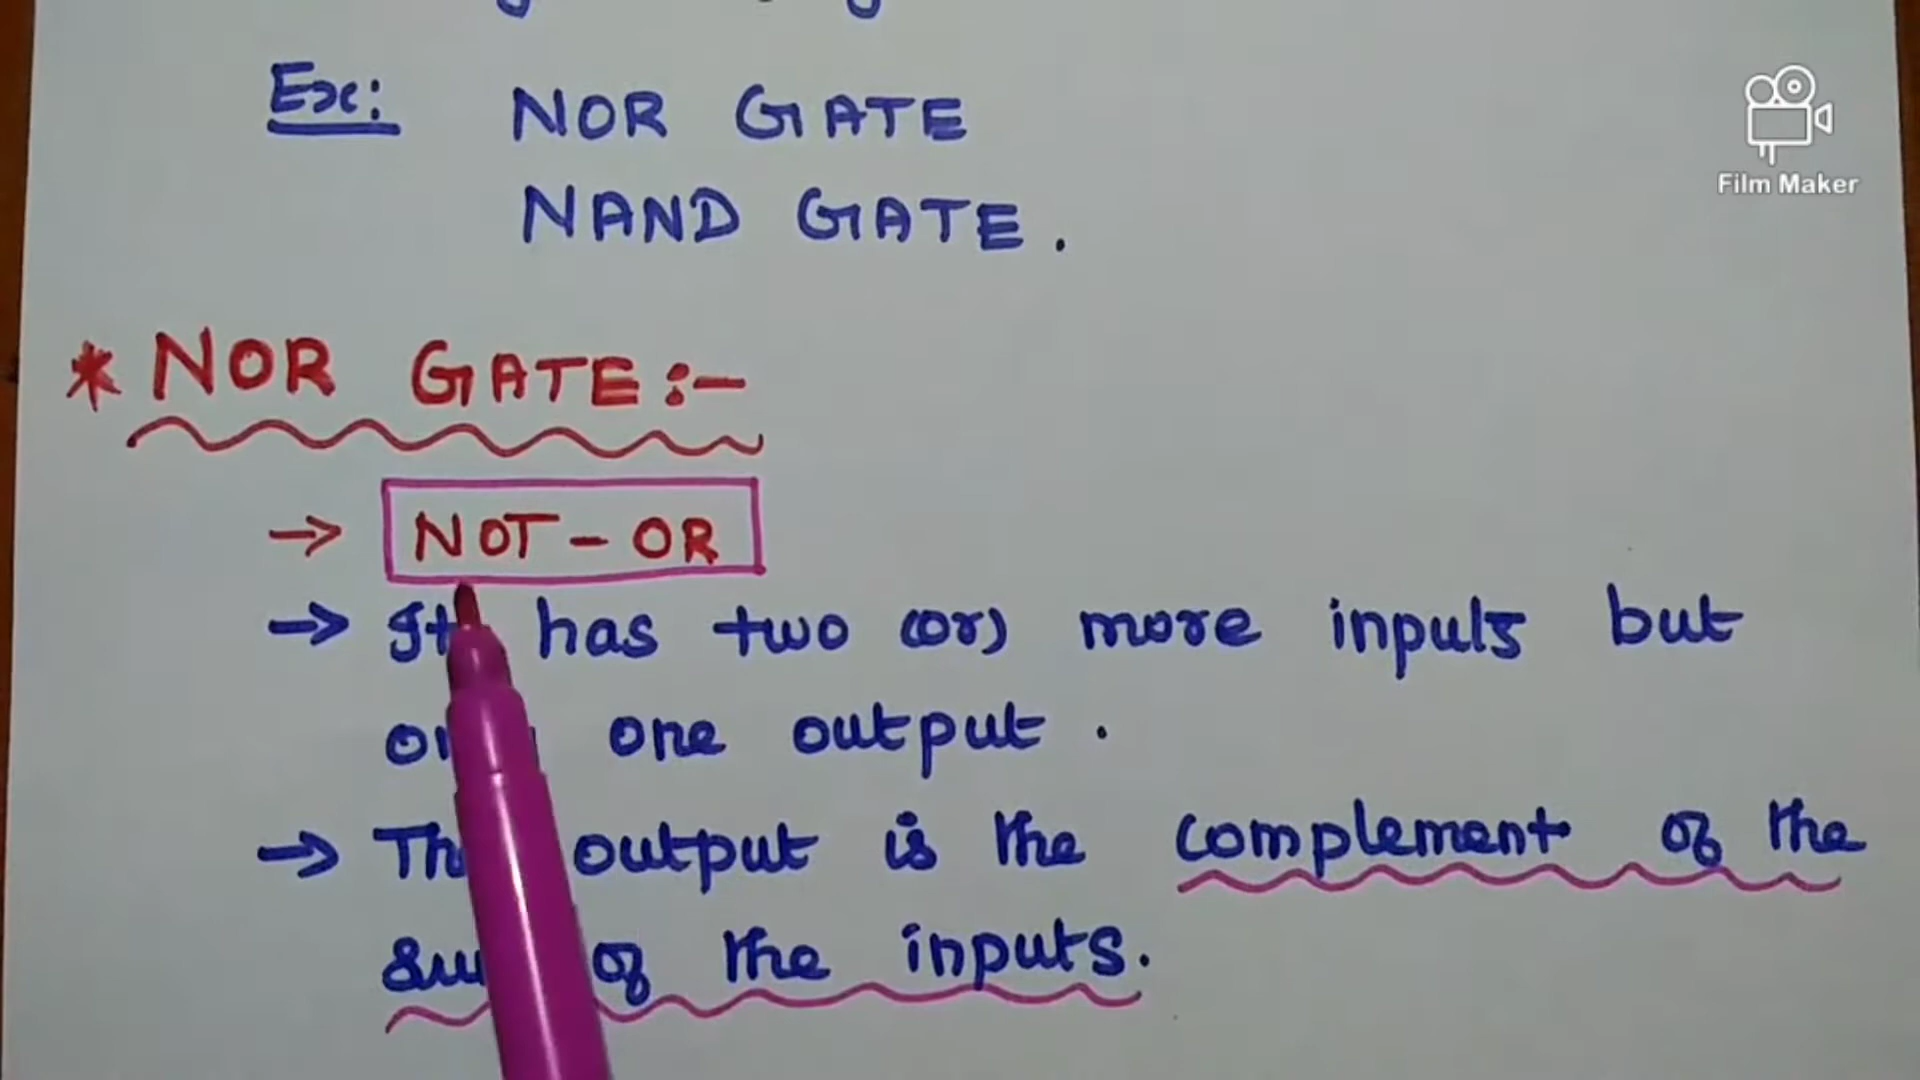 Ex: NOR GATE
Film Maker
NAND GATE.
* NOR GATE:-
→ NOT - OR
→ It has two (or) more inputs but
one output.
→ output is the complement of the
of the inputs.